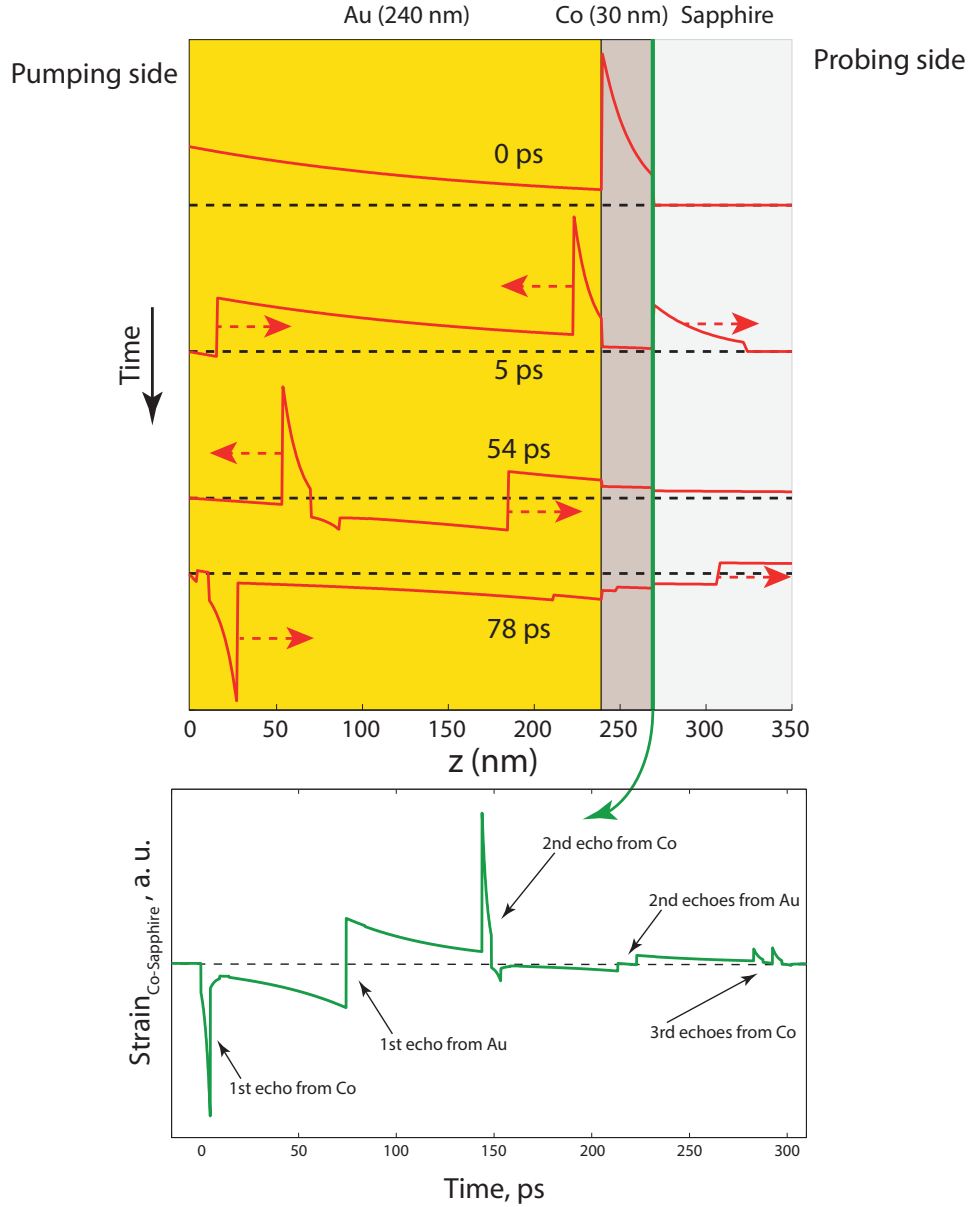 Au (240 nm)
Co (30 nm)
Sapphire
Pumping side
Probing side
0 ps
Time
5 ps
54 ps
78 ps
0 50 100 150 200 250 300 350
z (nm)
Strain Co-Sapphire , a. u.
2nd echo from Co
2nd echoes from Au
1st echo from Au
3rd echoes from Co
1st echo from Co
0 50 100 150 200 250 300
Time, ps